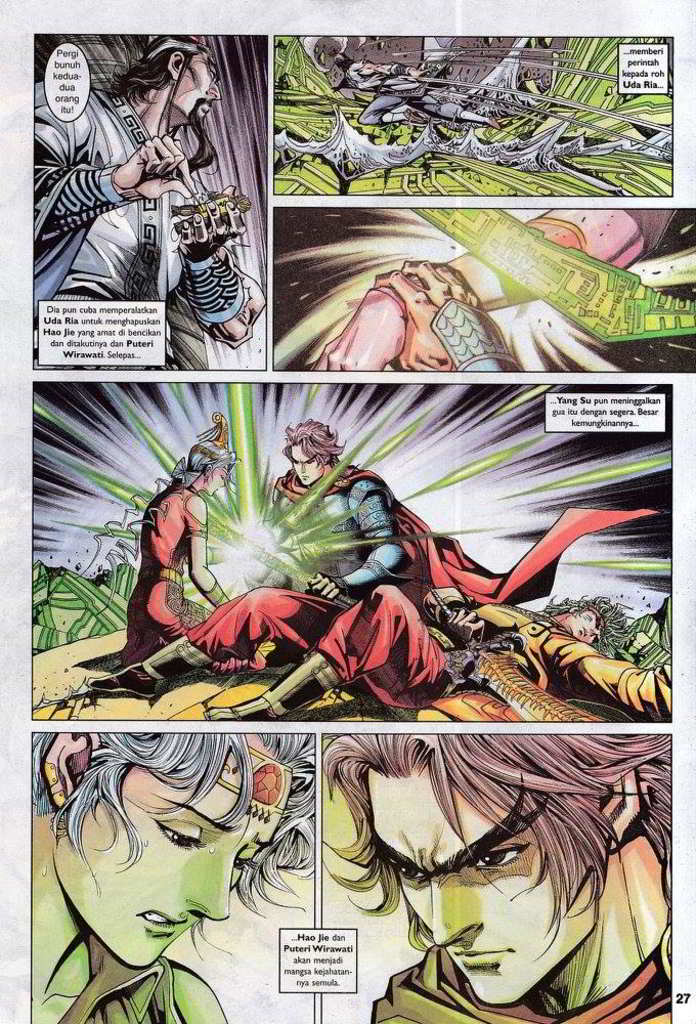 Pergi
bunuh
kedua-
dua
orang
itu!
Dia pun cuba memperalatkan
Uda Ria untuk menghapuskan
Hao Jie yang amat di bencikan
dan ditakutinya dan Puteri
Wirawati. Selepas...
...memberi
perintah
kepada roh
Uda Ria...
...Yang Su pun meninggalkan
gua itu dengan segera. Besar
kemungkinannya...
...Hao Jie dan
Puteri Wirawati
akan menjadi
mangsa kejahatan-
nya semula.
27